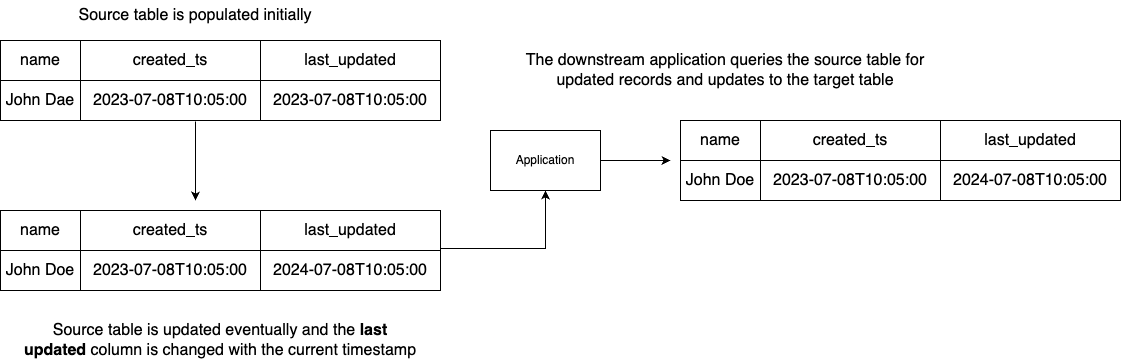 Source table is populated initially
name created_ts last_updated
John Dae 2023-07-08T10:05:00 2023-07-08T10:05:00
name created_ts last_updated
John Doe 2023-07-08T10:05:00 2024-07-08T10:05:00
Source table is updated eventually and the last
updated column is changed with the current timestamp
Application
The downstream application queries the source table for
updated records and updates to the target table
name created_ts last_updated
John Doe 2023-07-08T10:05:00 2024-07-08T10:05:00